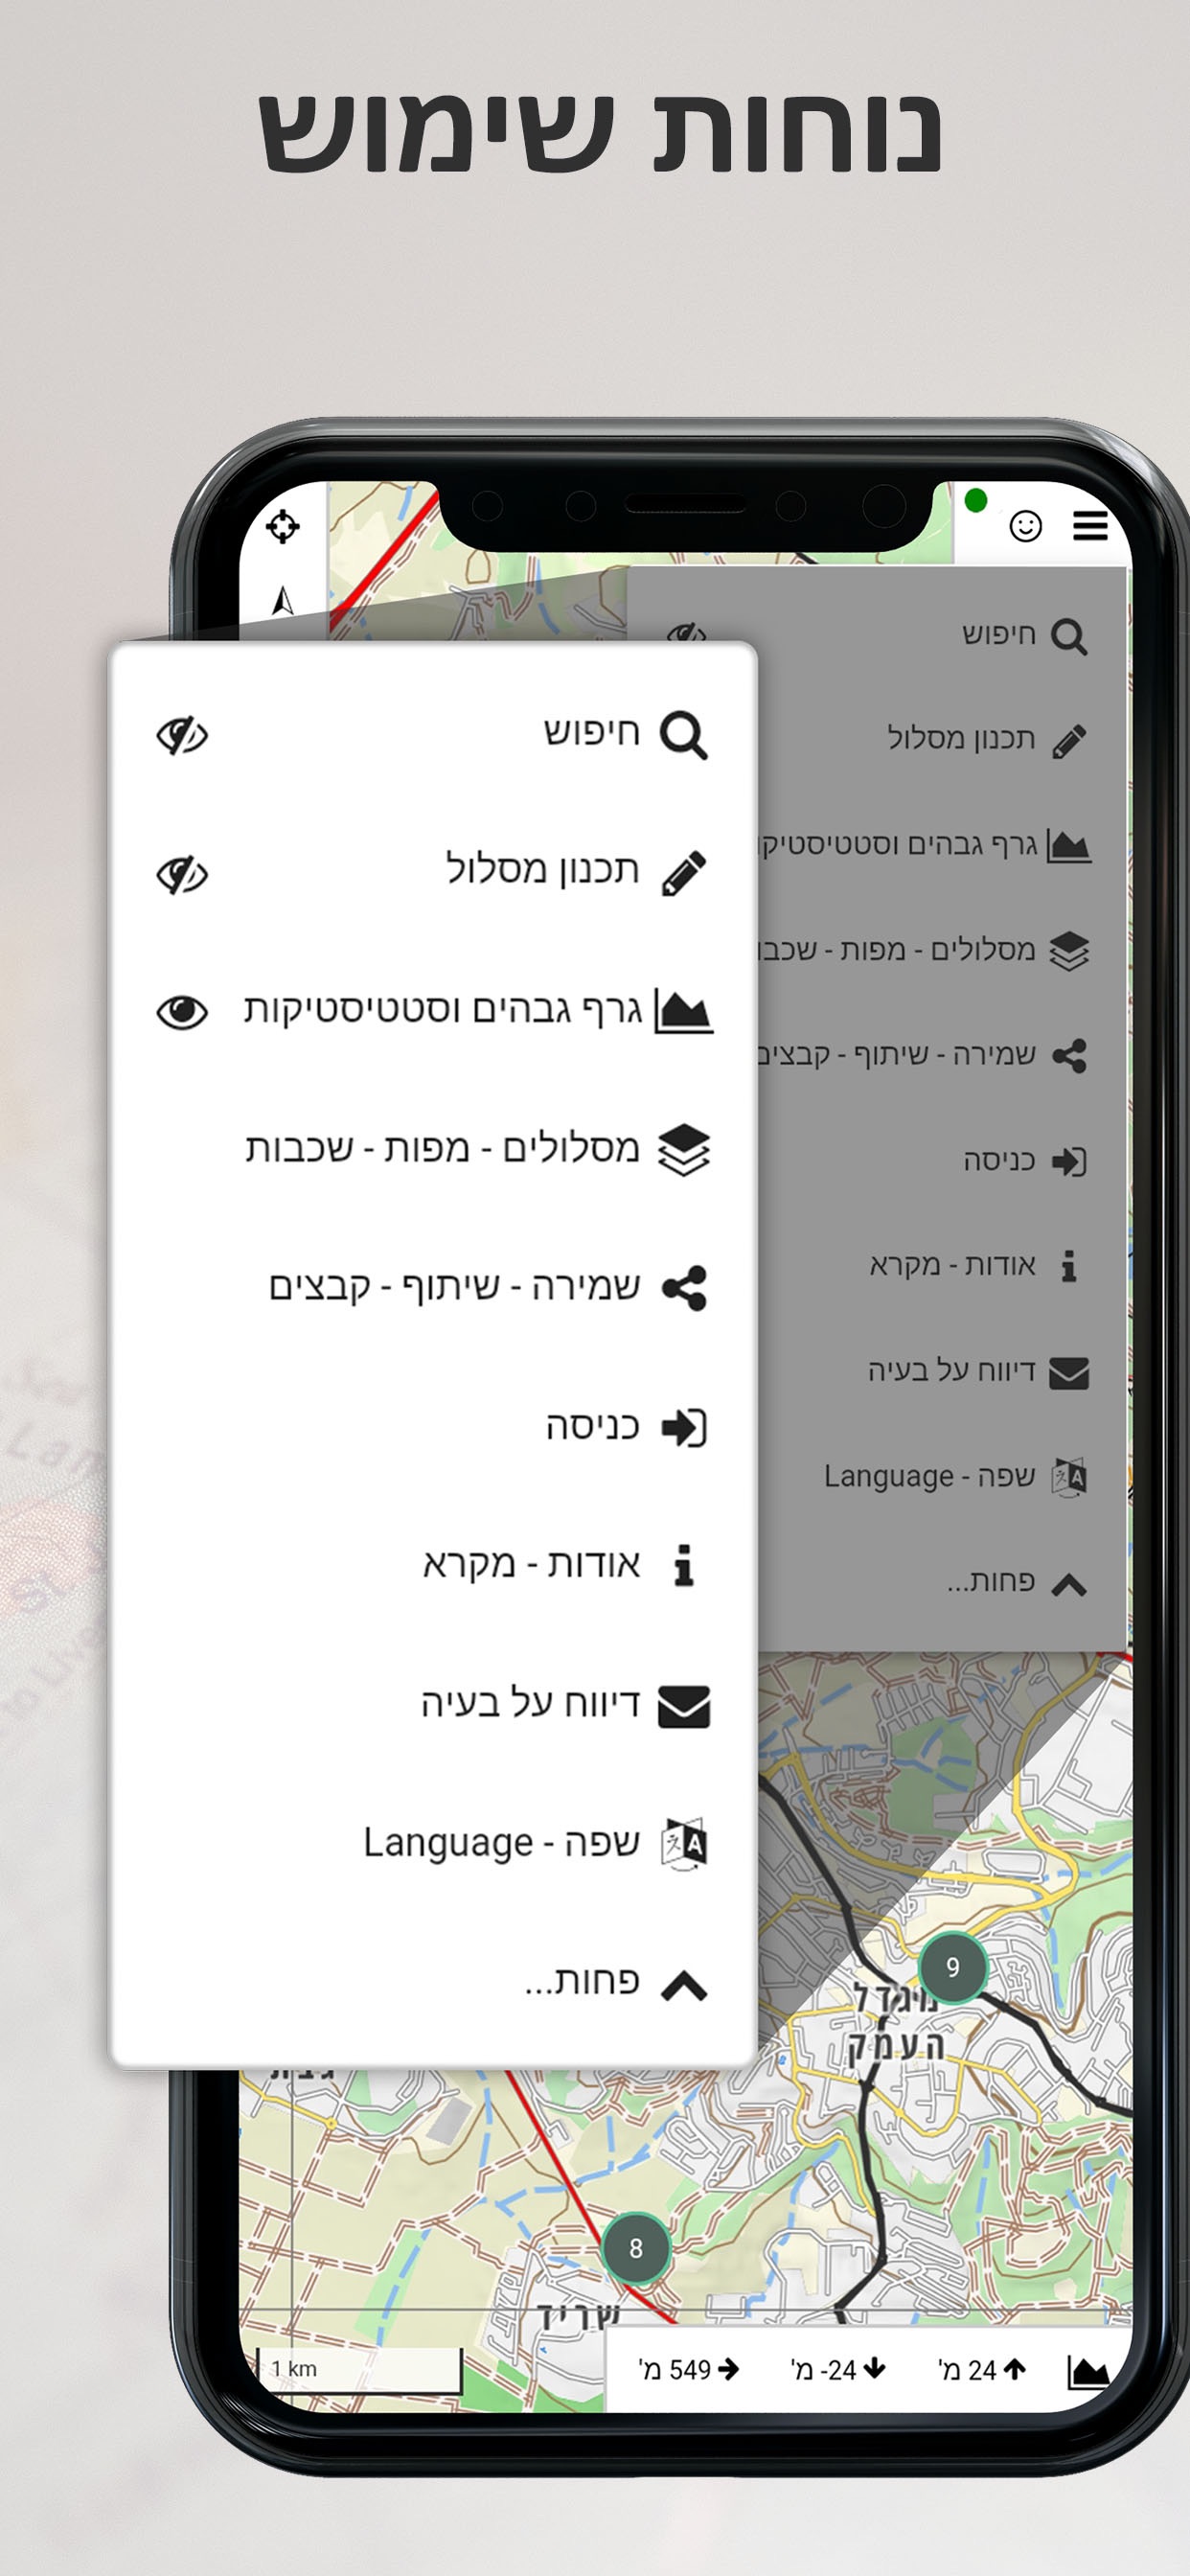 נוחות שימוש
חיפוש
תכנון מסלול
גרף גבהים וסטטיסטיקות
מסלולים - מפות - שכבות
שמירה - שיתוף - קבצים
כניסה
אודות - מקרא
דיווח על בעיה
שפה - Language
פחות...
חיפוש
תכנון מסלול
גרף גבהים וסטטיסטיקו
מסלולים - מפות - שכבו
שמירה - שיתוף - קבצים
כניסה
אודות - מקרא
דיווח על בעיה
שפה - Language
פחות...
9
מגדל
העמק
8
שריד
1 km
24 מ'
-24 מ'
549 מ'